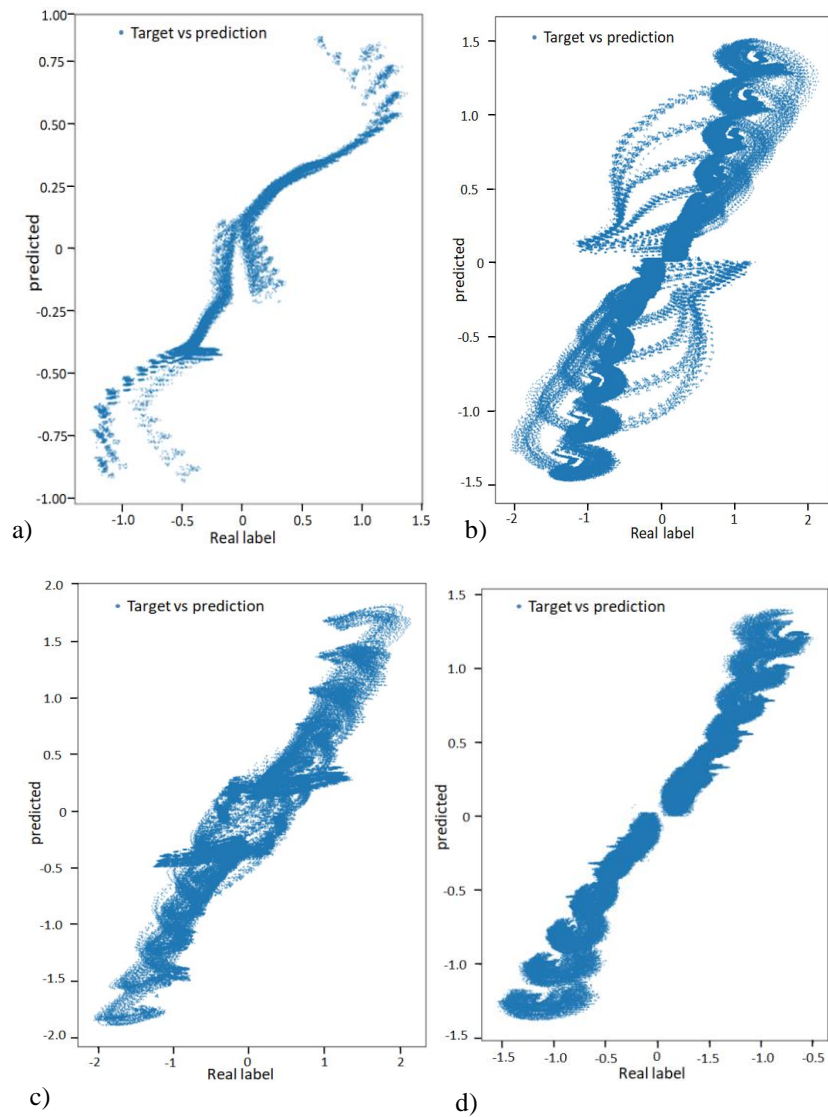 1.00
Target vs prediction
0.75
0.50
0.25
0
-0.25
-0.50
-0.75
-1.00
predicted
-1.0 -0.5 0 0.5 1.0 1.5
Real label
a)
1.5
Target vs prediction
1.0
0.5
0
-0.5
-1.0
-1.5
predicted
-2 -1 0 1 2
Real label
b)
2.0
Target vs prediction
1.5
1.0
0.5
0
-0.5
-1.0
-1.5
-2.0
predicted
-2 -1 0 1 2
Real label
c)
1.5
Target vs prediction
1.0
0.5
0
-0.5
-1.0
-1.5
predicted
-1.5 -1.0 -0.5 0 -1.5 -1.0 -0.5
Real label
d)